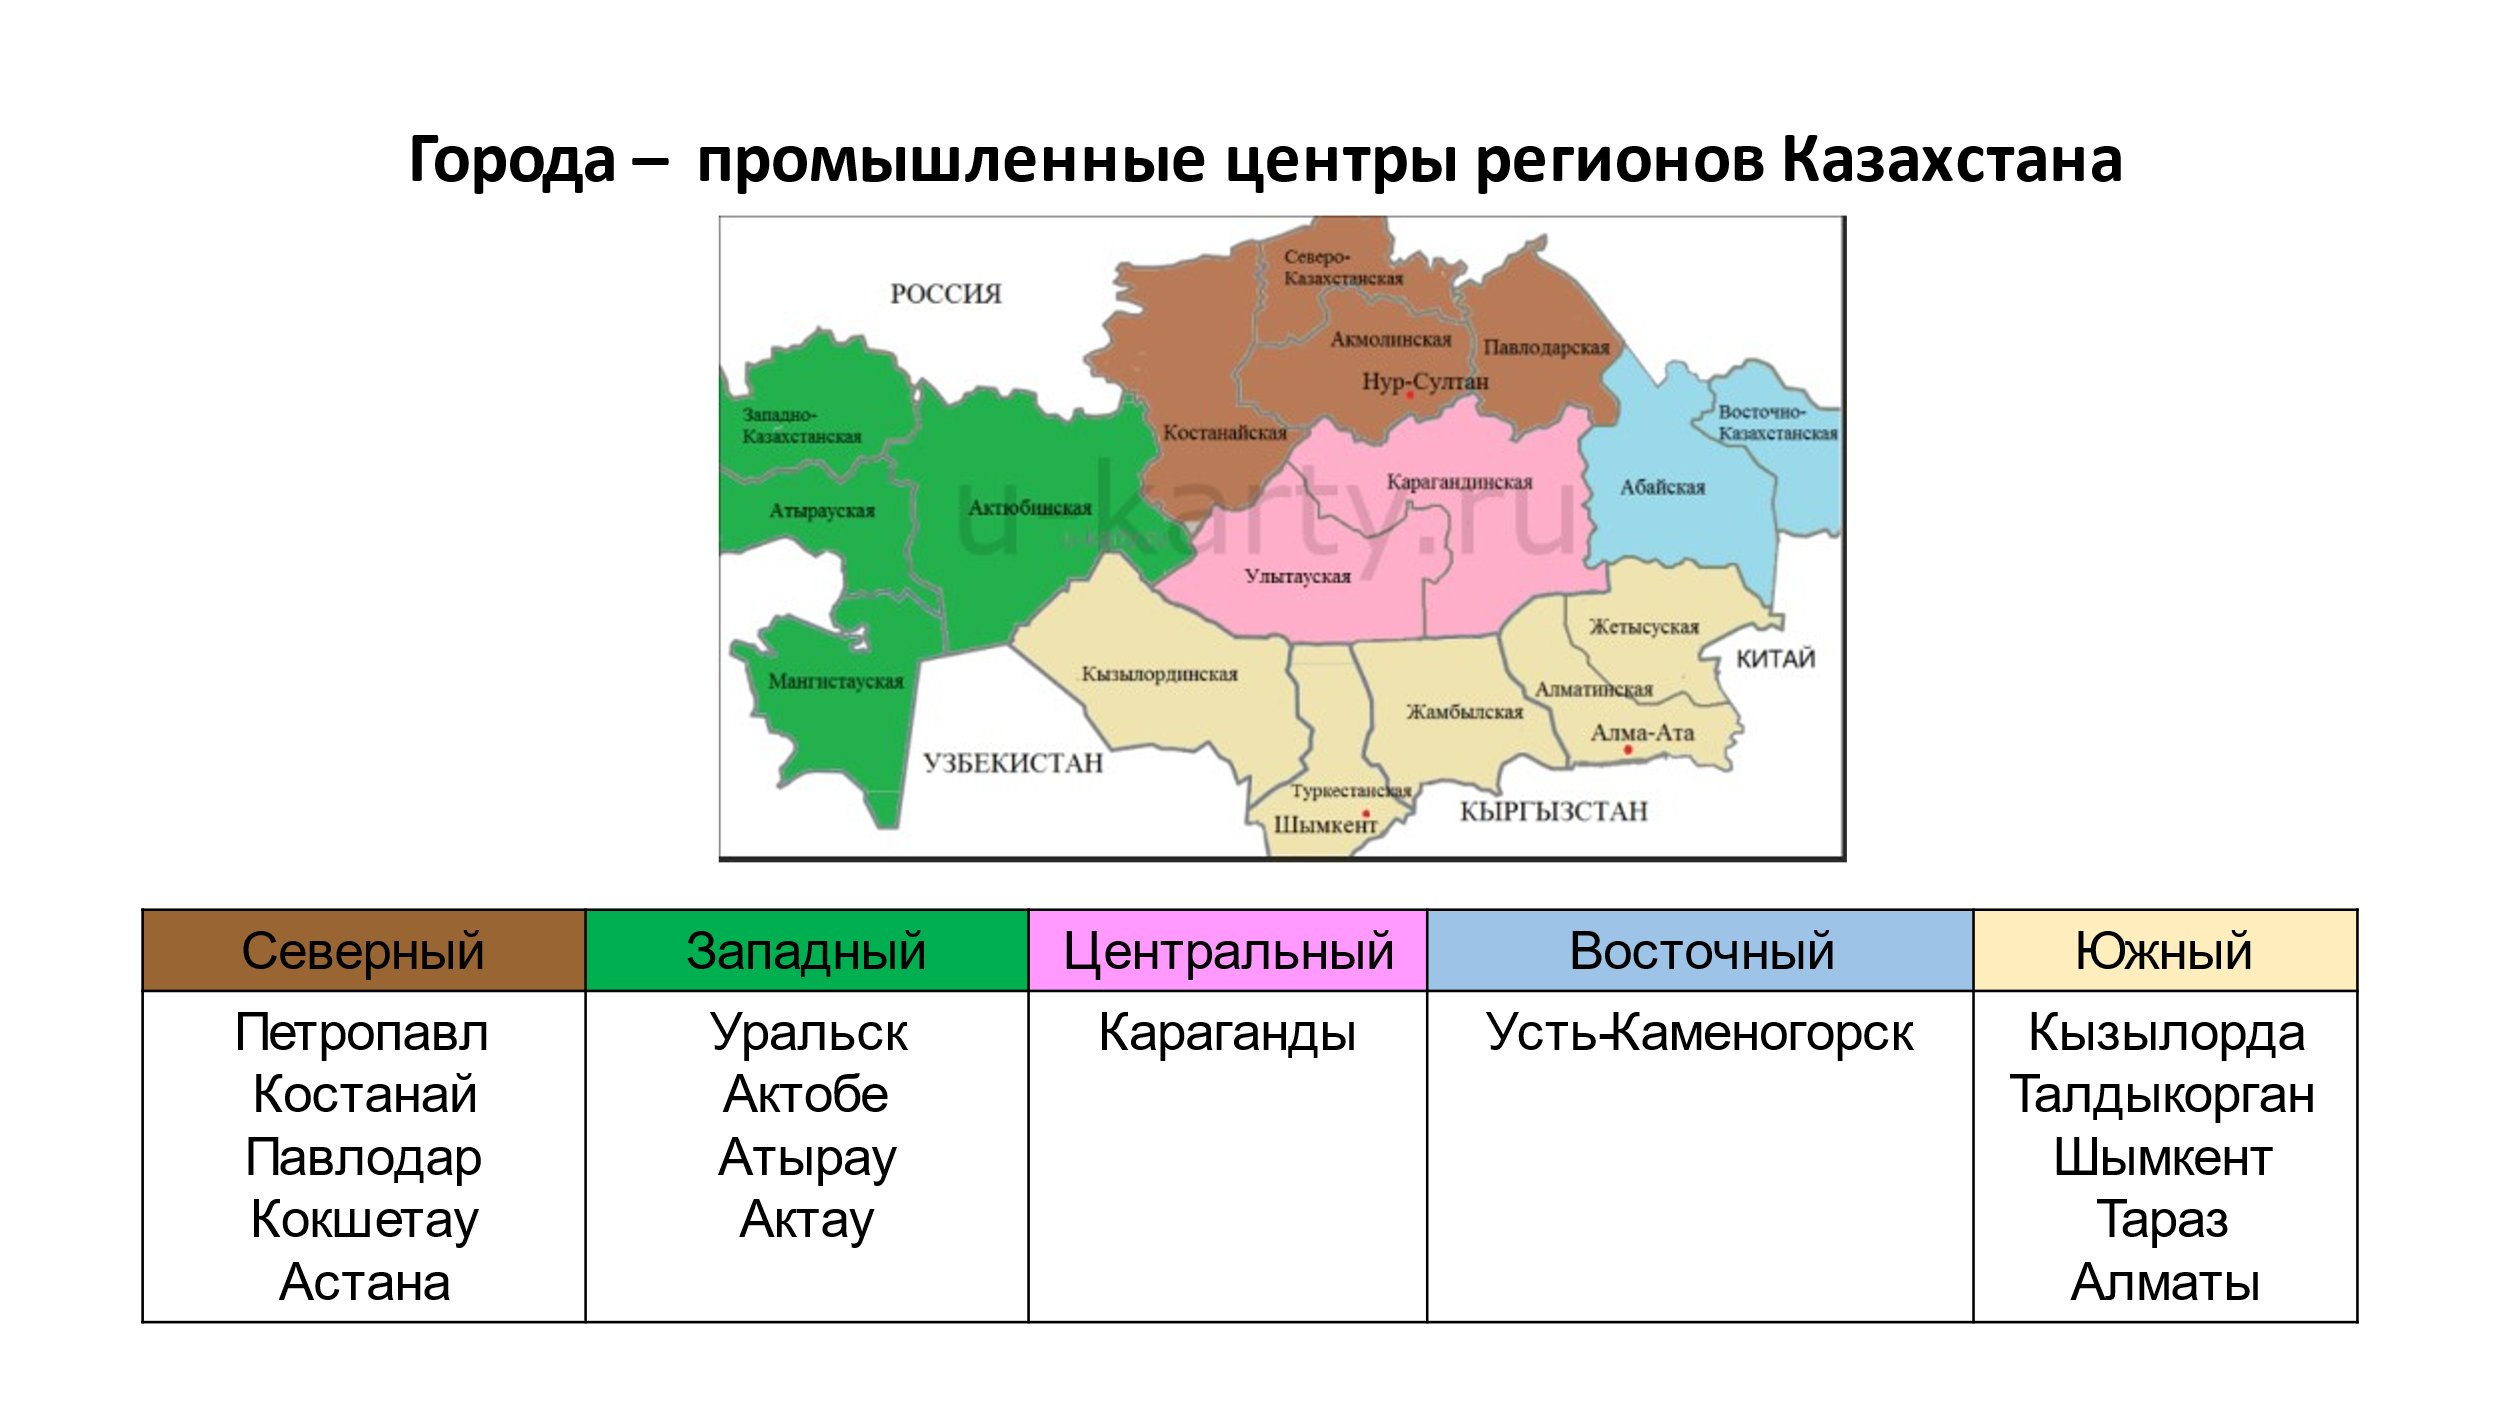 Города – промышленные центры регионов Казахстана
РОССИЯ
Северо-
Казахстанская
Акмолинская
Павлодарская
Нур-Султан
Западно-
Казахстанская
Костанайская
Восточно-
Казахстанская
Атырауская
Актюбинская
Карагандинская
Абайская
u-karty.ru
Улытауская
Жетысуская
КИТАЙ
Мангистауская
Кызылординская
Алматинская
Жамбылская
Алма-Ата
УЗБЕКИСТАН
Туркестанская
КЫРГЫЗСТАН
Шымкент
Северный
Западный
Центральный
Восточный
Южный
Петропавл
Костанай
Павлодар
Кокшетау
Астана
Уральск
Актобе
Атырау
Актау
Караганды
Усть-Каменогорск
Кызылорда
Талдыкорган
Шымкент
Тараз
Алматы